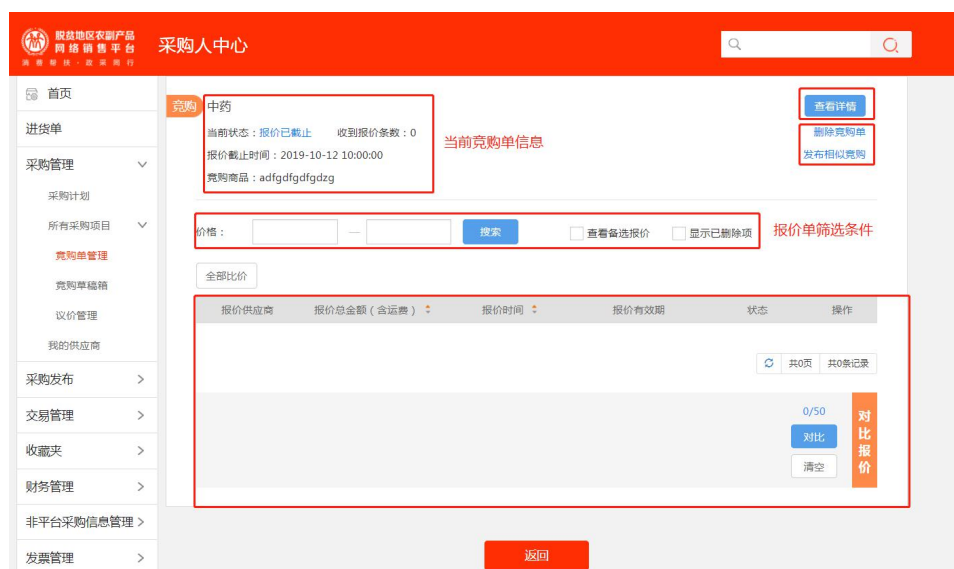 脱贫地区农副产品
网络销售平台
采购人中心
首页
进货单
采购管理
采购计划
所有采购项目
竞购单管理
竞购草稿箱
议价管理
我的供应商
采购发布
交易管理
收藏夹
财务管理
非平台采购信息管理
发票管理
竞购 中药
当前状态：报价已截止 收到报价条数：0
报价截止时间：2019-10-12 10:00:00
竞购商品：adfgdfgdfgdzg
当前竞购单信息
查看详情
删除竞购单
发布相似竞购
价格： — 搜索 查看备选报价 显示已删除项
报价单筛选条件
全部比价
报价供应商 报价总金额（含运费） 报价时间 报价有效期 状态 操作
共0页 共0条记录
0/50
对比
清空
对比报价
返回